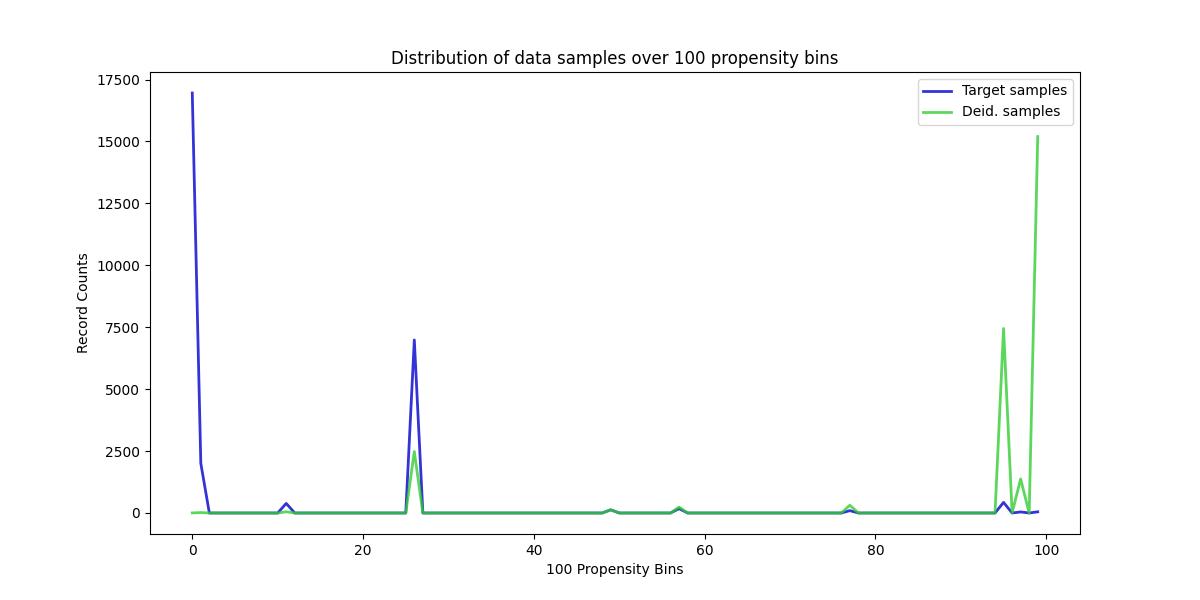 Distribution of data samples over 100 propensity bins
Target samples
Deid. samples
Record Counts
17500
15000
12500
10000
7500
5000
2500
0
0 20 40 60 80 100
100 Propensity Bins